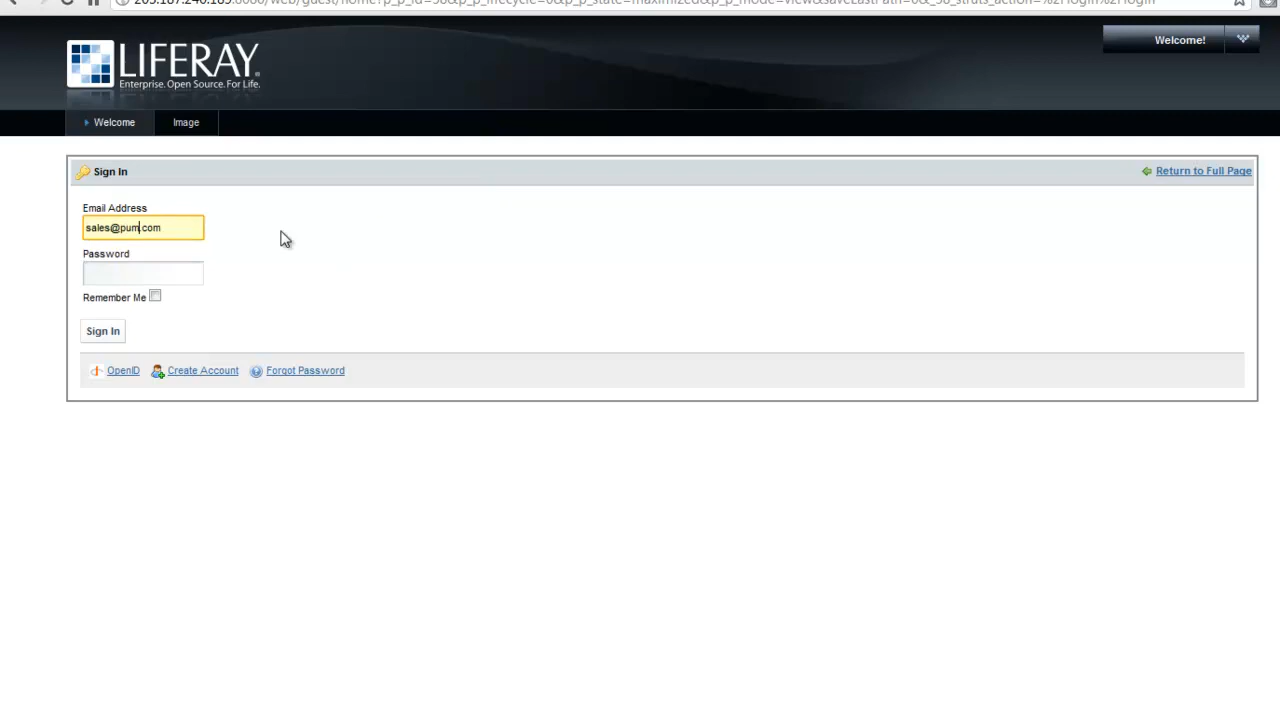 Welcome!
LIFERAY.
Enterprise. Open Source. For Life.
Welcome
Image
Sign In
Return to Full Page
Email Address
sales@pum.com
Password
Remember Me
Sign In
OpenID
Create Account
Forgot Password